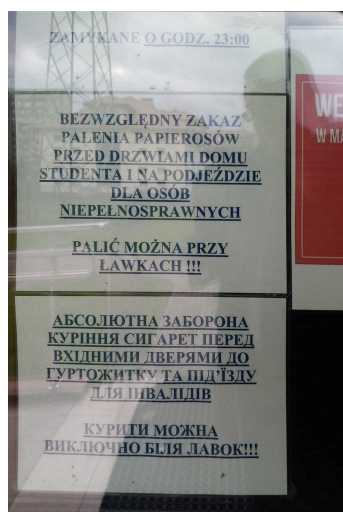 ZAMYKANE O GODZ. 23:00
BEZWZGLĘDNY ZAKAZ
PALENIA PAPIEROSÓW
PRZED DRZWIAMI DOMU
STUDENTA I NA PODJEŹDZIE
DLA OSÓB
NIEPEŁNOSPRAWNYCH
PALIĆ MOŻNA PRZY
ŁAWKACH !!!
АБСОЛЮТНА ЗАБОРОНА
КУРІННЯ СИГАРЕТ ПЕРЕД
ВХІДНИМИ ДВЕРЯМИ ДО
ГУРТОЖИТКУ ТА ПІД'ЇЗДУ
ДЛЯ ІНВАЛІДІВ
КУРИТИ МОЖНА
ВИКЛЮЧНО БІЛЯ ЛАВОК!!!